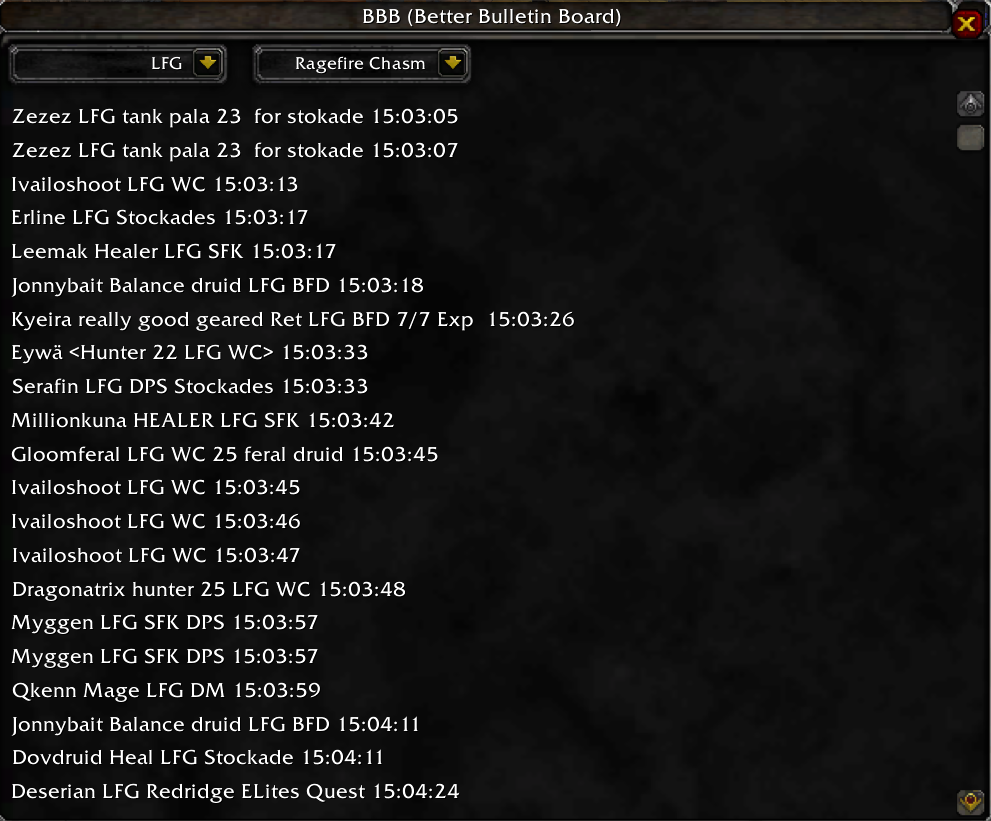 BBB (Better Bulletin Board)
LFG
Ragefire Chasm
Zezez LFG tank pala 23  for stokade 15:03:05
Zezez LFG tank pala 23  for stokade 15:03:07
Ivailoshoot LFG WC 15:03:13
Erline LFG Stockades 15:03:17
Leemak Healer LFG SFK 15:03:17
Jonnybait Balance druid LFG BFD 15:03:18
Kyeira really good geared Ret LFG BFD 7/7 Exp  15:03:26
Eywä <Hunter 22 LFG WC> 15:03:33
Serafin LFG DPS Stockades 15:03:33
Millionkuna HEALER LFG SFK 15:03:42
Gloomferal LFG WC 25 feral druid 15:03:45
Ivailoshoot LFG WC 15:03:45
Ivailoshoot LFG WC 15:03:46
Ivailoshoot LFG WC 15:03:47
Dragonatrix hunter 25 LFG WC 15:03:48
Myggen LFG SFK DPS 15:03:57
Myggen LFG SFK DPS 15:03:57
Qkenn Mage LFG DM 15:03:59
Jonnybait Balance druid LFG BFD 15:04:11
Dovdruid Heal LFG Stockade 15:04:11
Deserian LFG Redridge ELites Quest 15:04:24